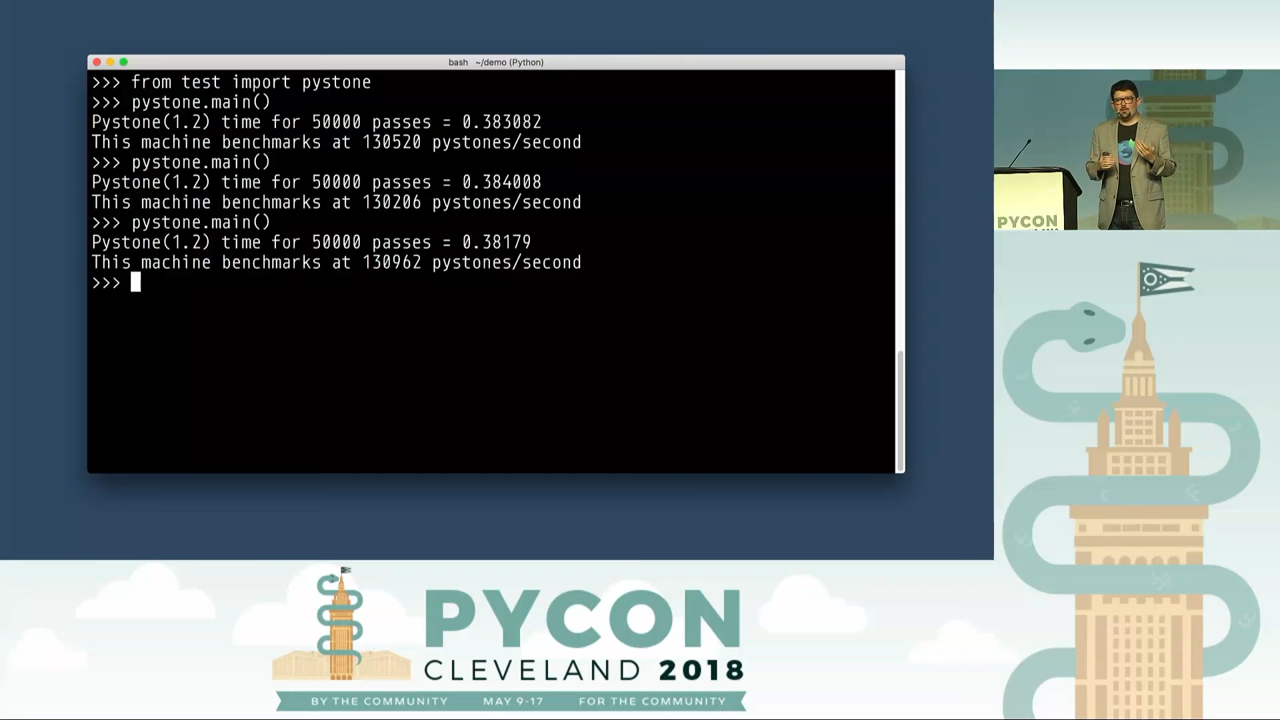 bash ~/demo (Python)
>>> from test import pystone
>>> pystone.main()
Pystone(1.2) time for 50000 passes = 0.383082
This machine benchmarks at 130520 pystones/second
>>> pystone.main()
Pystone(1.2) time for 50000 passes = 0.384008
This machine benchmarks at 130206 pystones/second
>>> pystone.main()
Pystone(1.2) time for 50000 passes = 0.38179
This machine benchmarks at 130962 pystones/second
>>>
PYCON
PYCON
CLEVELAND 2018
BY THE COMMUNITY MAY 9-17 FOR THE COMMUNITY